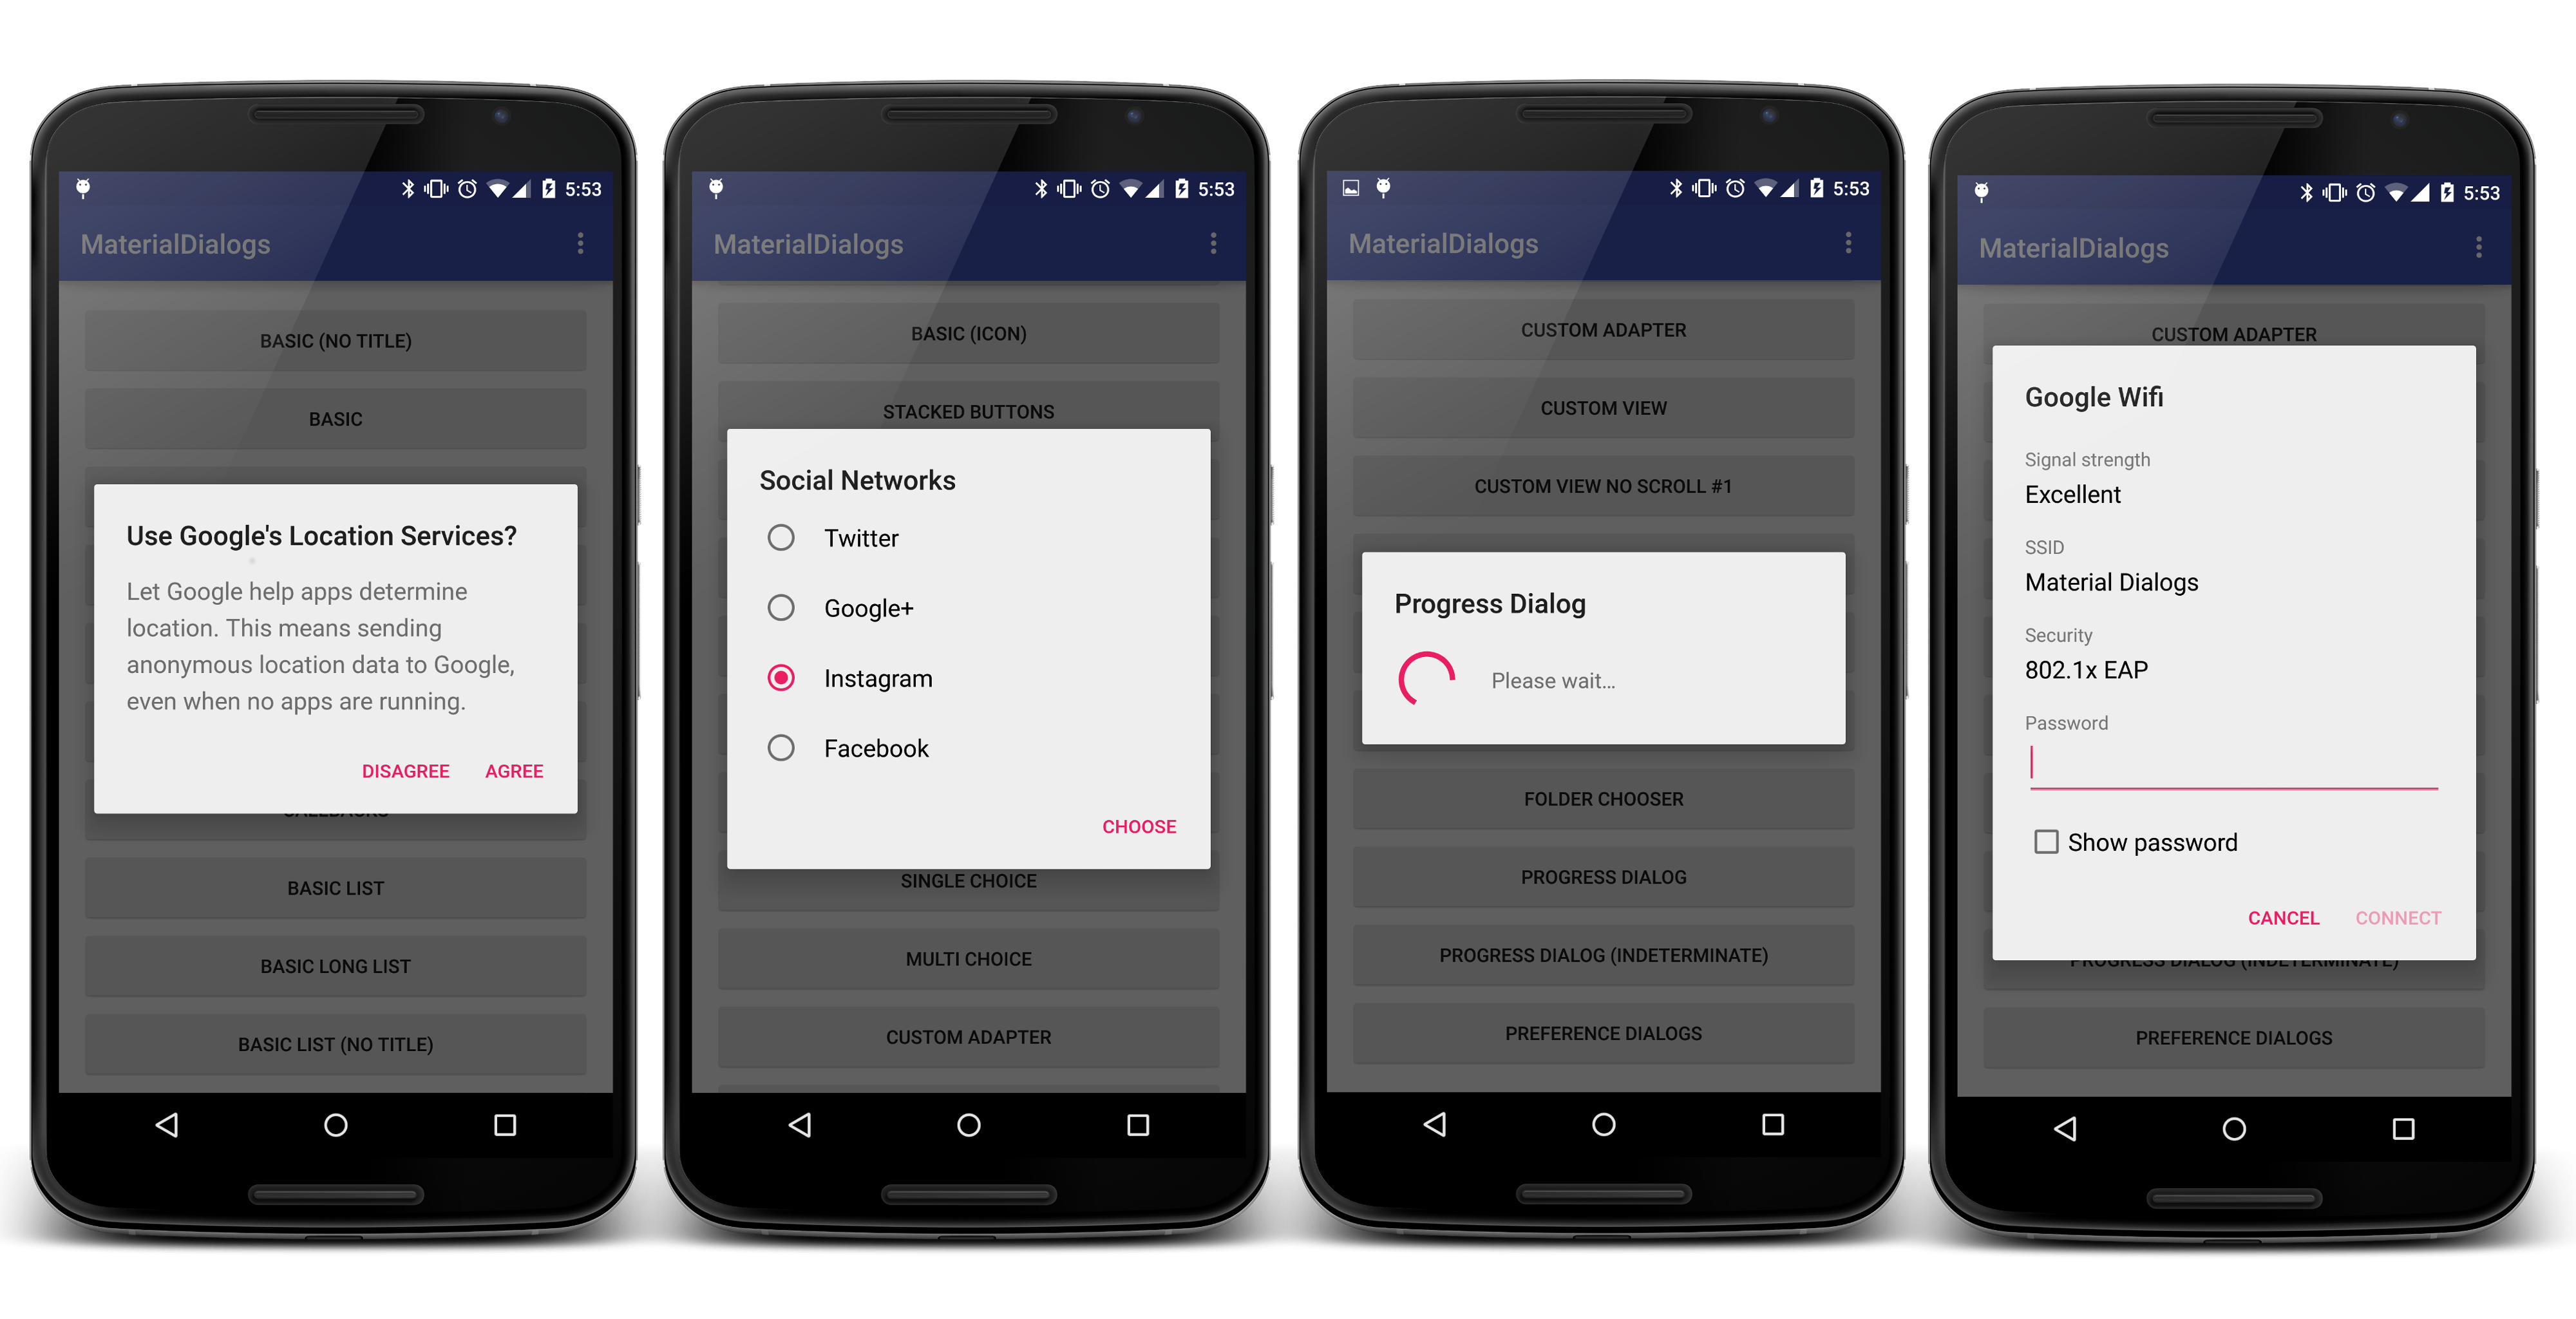 5:53
MaterialDialogs
BASIC (NO TITLE)
BASIC
Use Google's Location Services?
Let Google help apps determine
location. This means sending
anonymous location data to Google,
even when no apps are running.
DISAGREE AGREE
CALLBACKS
BASIC LIST
BASIC LONG LIST
BASIC LIST (NO TITLE)
5:53
MaterialDialogs
BASIC (ICON)
STACKED BUTTONS
Social Networks
Twitter
Google+
Instagram
Facebook
CHOOSE
SINGLE CHOICE
MULTI CHOICE
CUSTOM ADAPTER
5:53
MaterialDialogs
CUSTOM ADAPTER
CUSTOM VIEW
CUSTOM VIEW NO SCROLL #1
Progress Dialog
Please wait...
FOLDER CHOOSER
PROGRESS DIALOG
PROGRESS DIALOG (INDETERMINATE)
PREFERENCE DIALOGS
5:53
MaterialDialogs
CUSTOM ADAPTER
Google Wifi
Signal strength
Excellent
SSID
Material Dialogs
Security
802.1x EAP
Password
Show password
CANCEL CONNECT
PROGRESS DIALOG (INDETERMINATE)
PREFERENCE DIALOGS